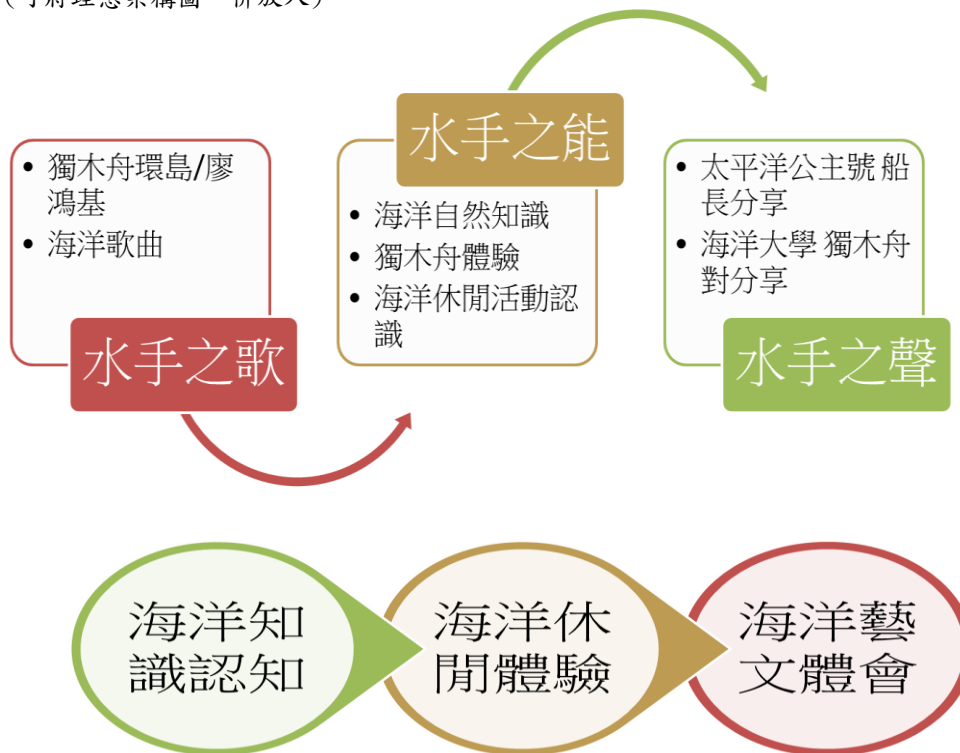 水手之能
• 獨木舟環島/廖
鴻基
• 海洋歌曲
水手之歌
• 海洋自然知識
• 獨木舟體驗
• 海洋休閒活動認
識
• 太平洋公主號 船
長分享
• 海洋大學 獨木舟
對分享
水手之聲
海洋知
識認知
海洋休
閒體驗
海洋藝
文體會